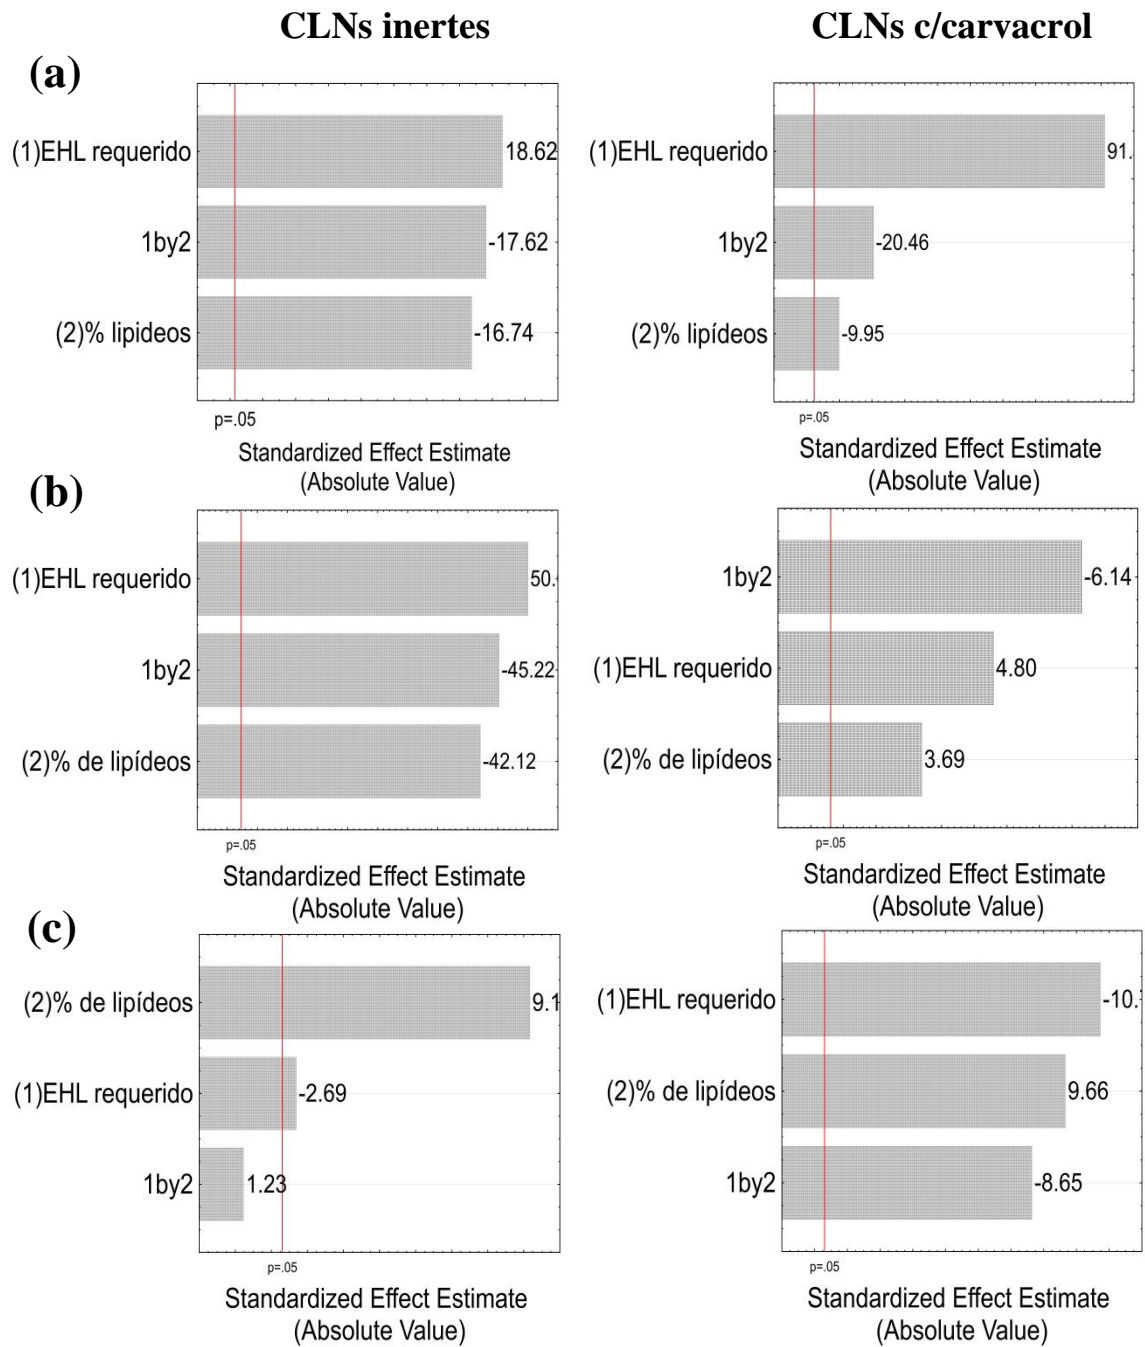 CLNs inertes
CLNs c/carvacrol
(a)
(1)EHL requerido
18.62
1by2
-17.62
(2)% lipideos
-16.74
p=.05
Standardized Effect Estimate
(Absolute Value)
(1)EHL requerido
91.
1by2
-20.46
(2)% lipídeos
-9.95
p=.05
Standardized Effect Estimate
(Absolute Value)
(b)
(1)EHL requerido
50.
1by2
-45.22
(2)% de lipídeos
-42.12
p=.05
Standardized Effect Estimate
(Absolute Value)
1by2
-6.14
(1)EHL requerido
4.80
(2)% de lipídeos
3.69
p=.05
Standardized Effect Estimate
(Absolute Value)
(c)
(2)% de lipídeos
9.1
(1)EHL requerido
-2.69
1by2
1.23
p=.05
Standardized Effect Estimate
(Absolute Value)
(1)EHL requerido
-10.
(2)% de lipídeos
9.66
1by2
-8.65
p=.05
Standardized Effect Estimate
(Absolute Value)